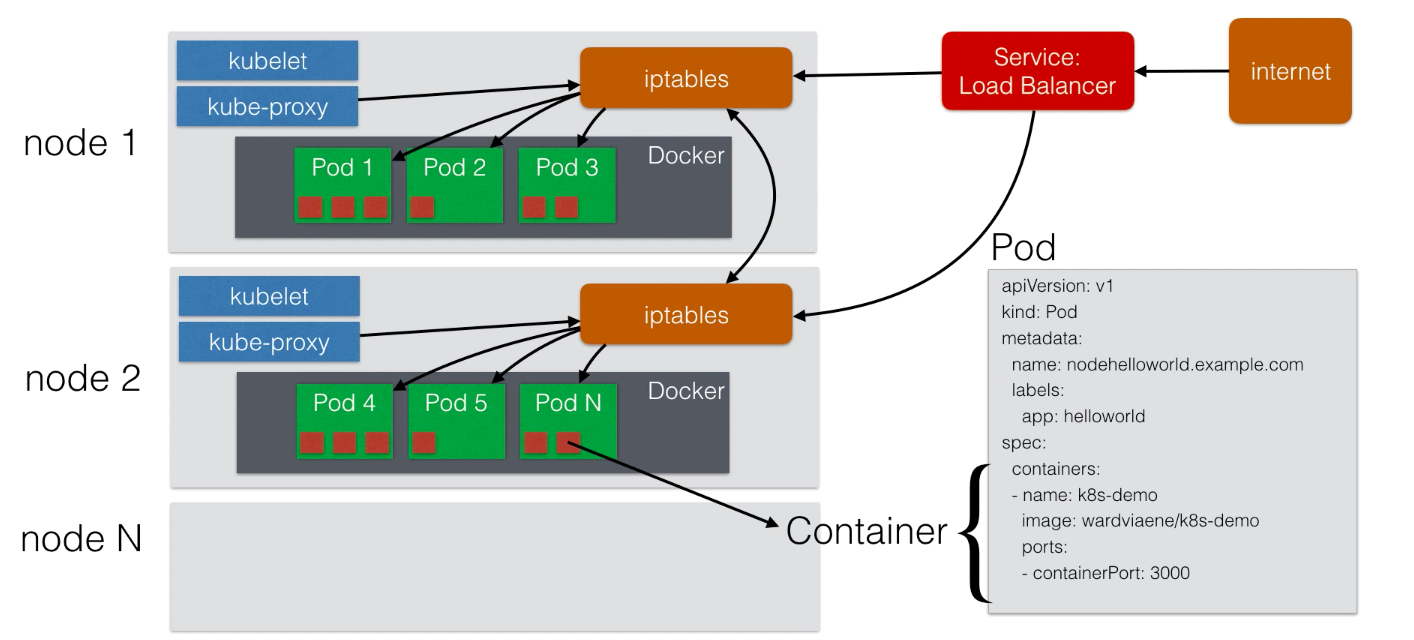 node 1
kubelet
kube-proxy
iptables
Docker
Pod 1
Pod 2
Pod 3
Service:
Load Balancer
internet
node 2
kubelet
kube-proxy
iptables
Docker
Pod 4
Pod 5
Pod N
node N
Container
Pod
apiVersion: v1
kind: Pod
metadata:
name: nodehelloworld.example.com
labels:
app: helloworld
spec:
containers:
- name: k8s-demo
image: wardviaene/k8s-demo
ports:
- containerPort: 3000